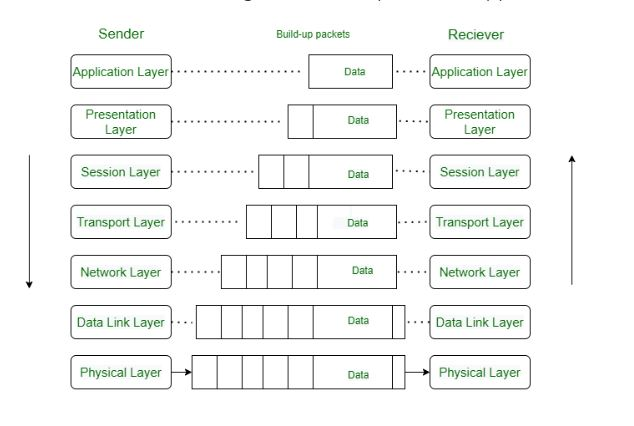 Sender Build-up packets Reciever
Application Layer Data Application Layer
Presentation Layer Data Presentation Layer
Session Layer Data Session Layer
Transport Layer Data Transport Layer
Network Layer Data Network Layer
Data Link Layer Data Data Link Layer
Physical Layer Data Physical Layer